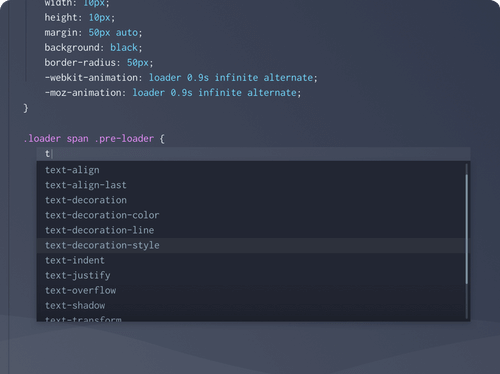 width: 10px;
height: 10px;
margin: 50px auto;
background: black;
border-radius: 50px;
-webkit-animation: loader 0.9s infinite alternate;
-moz-animation: loader 0.9s infinite alternate;
}
.loader span .pre-loader {
t
text-align
text-align-last
text-decoration
text-decoration-color
text-decoration-line
text-decoration-style
text-indent
text-justify
text-overflow
text-shadow
text-transform